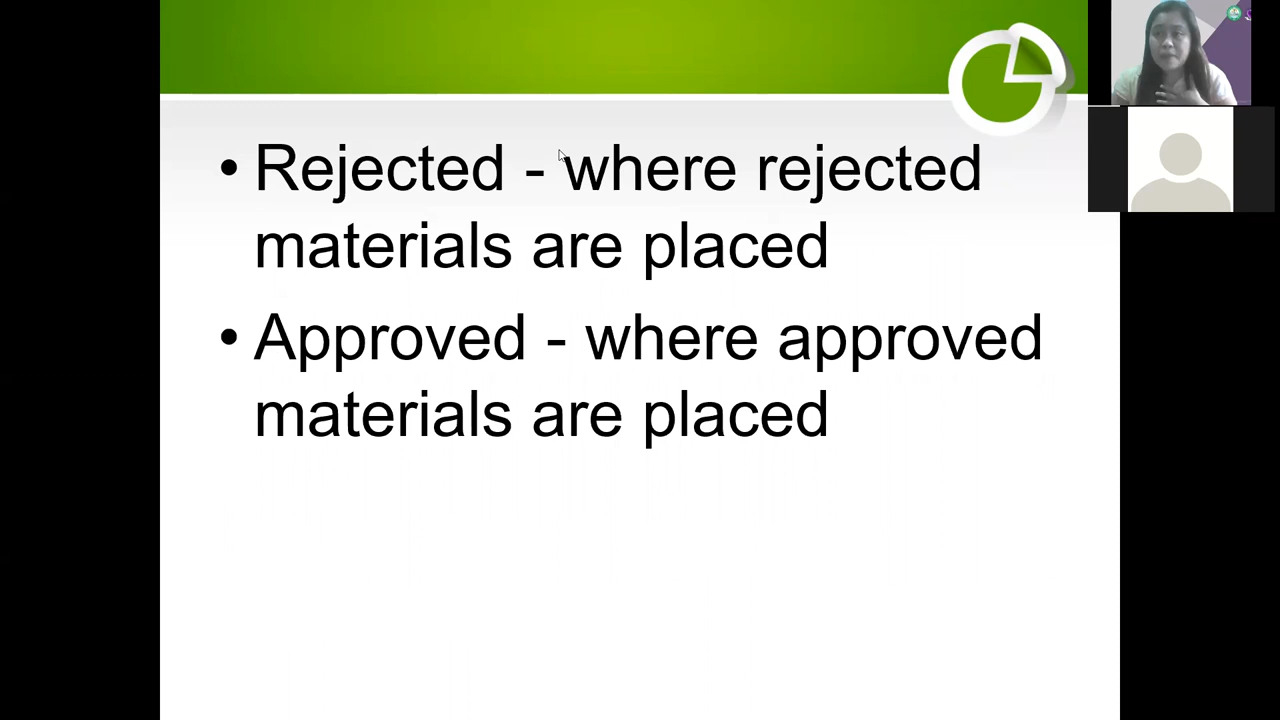 • Rejected - where rejected
materials are placed
• Approved - where approved
materials are placed